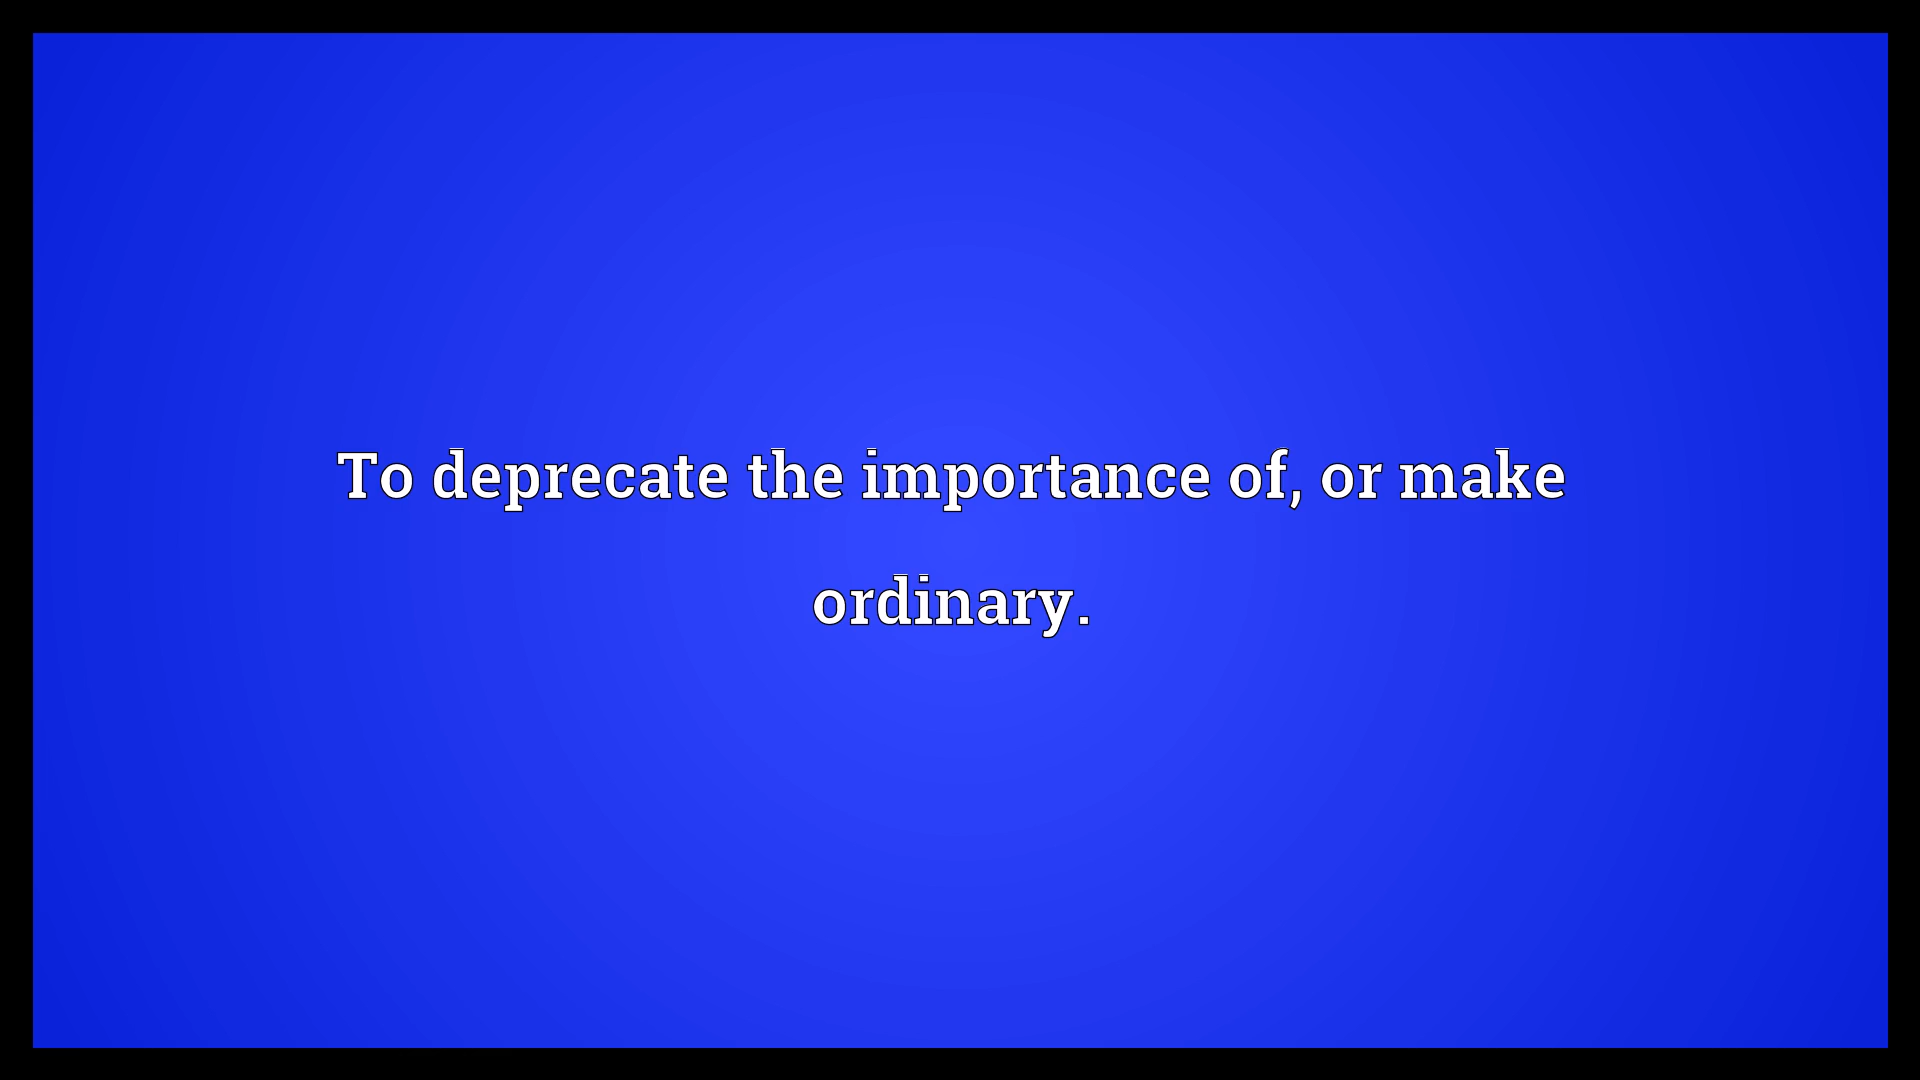 To deprecate the importance of, or make
ordinary.